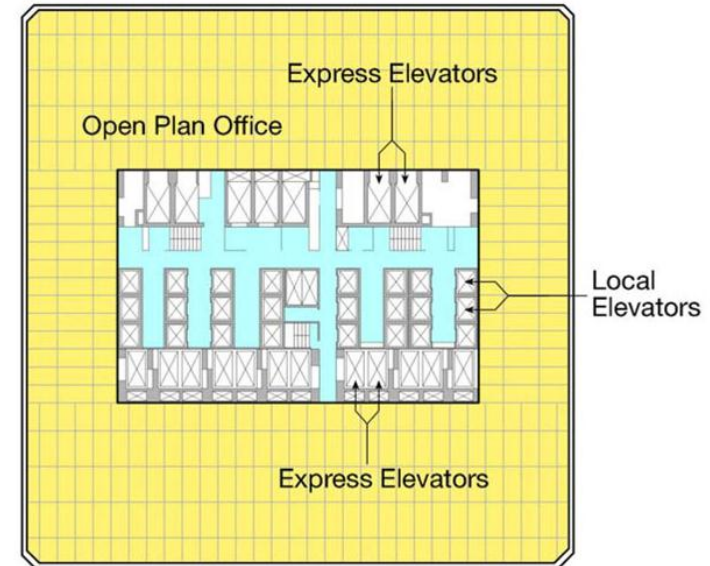 Express Elevators
Open Plan Office
Local
Elevators
Express Elevators